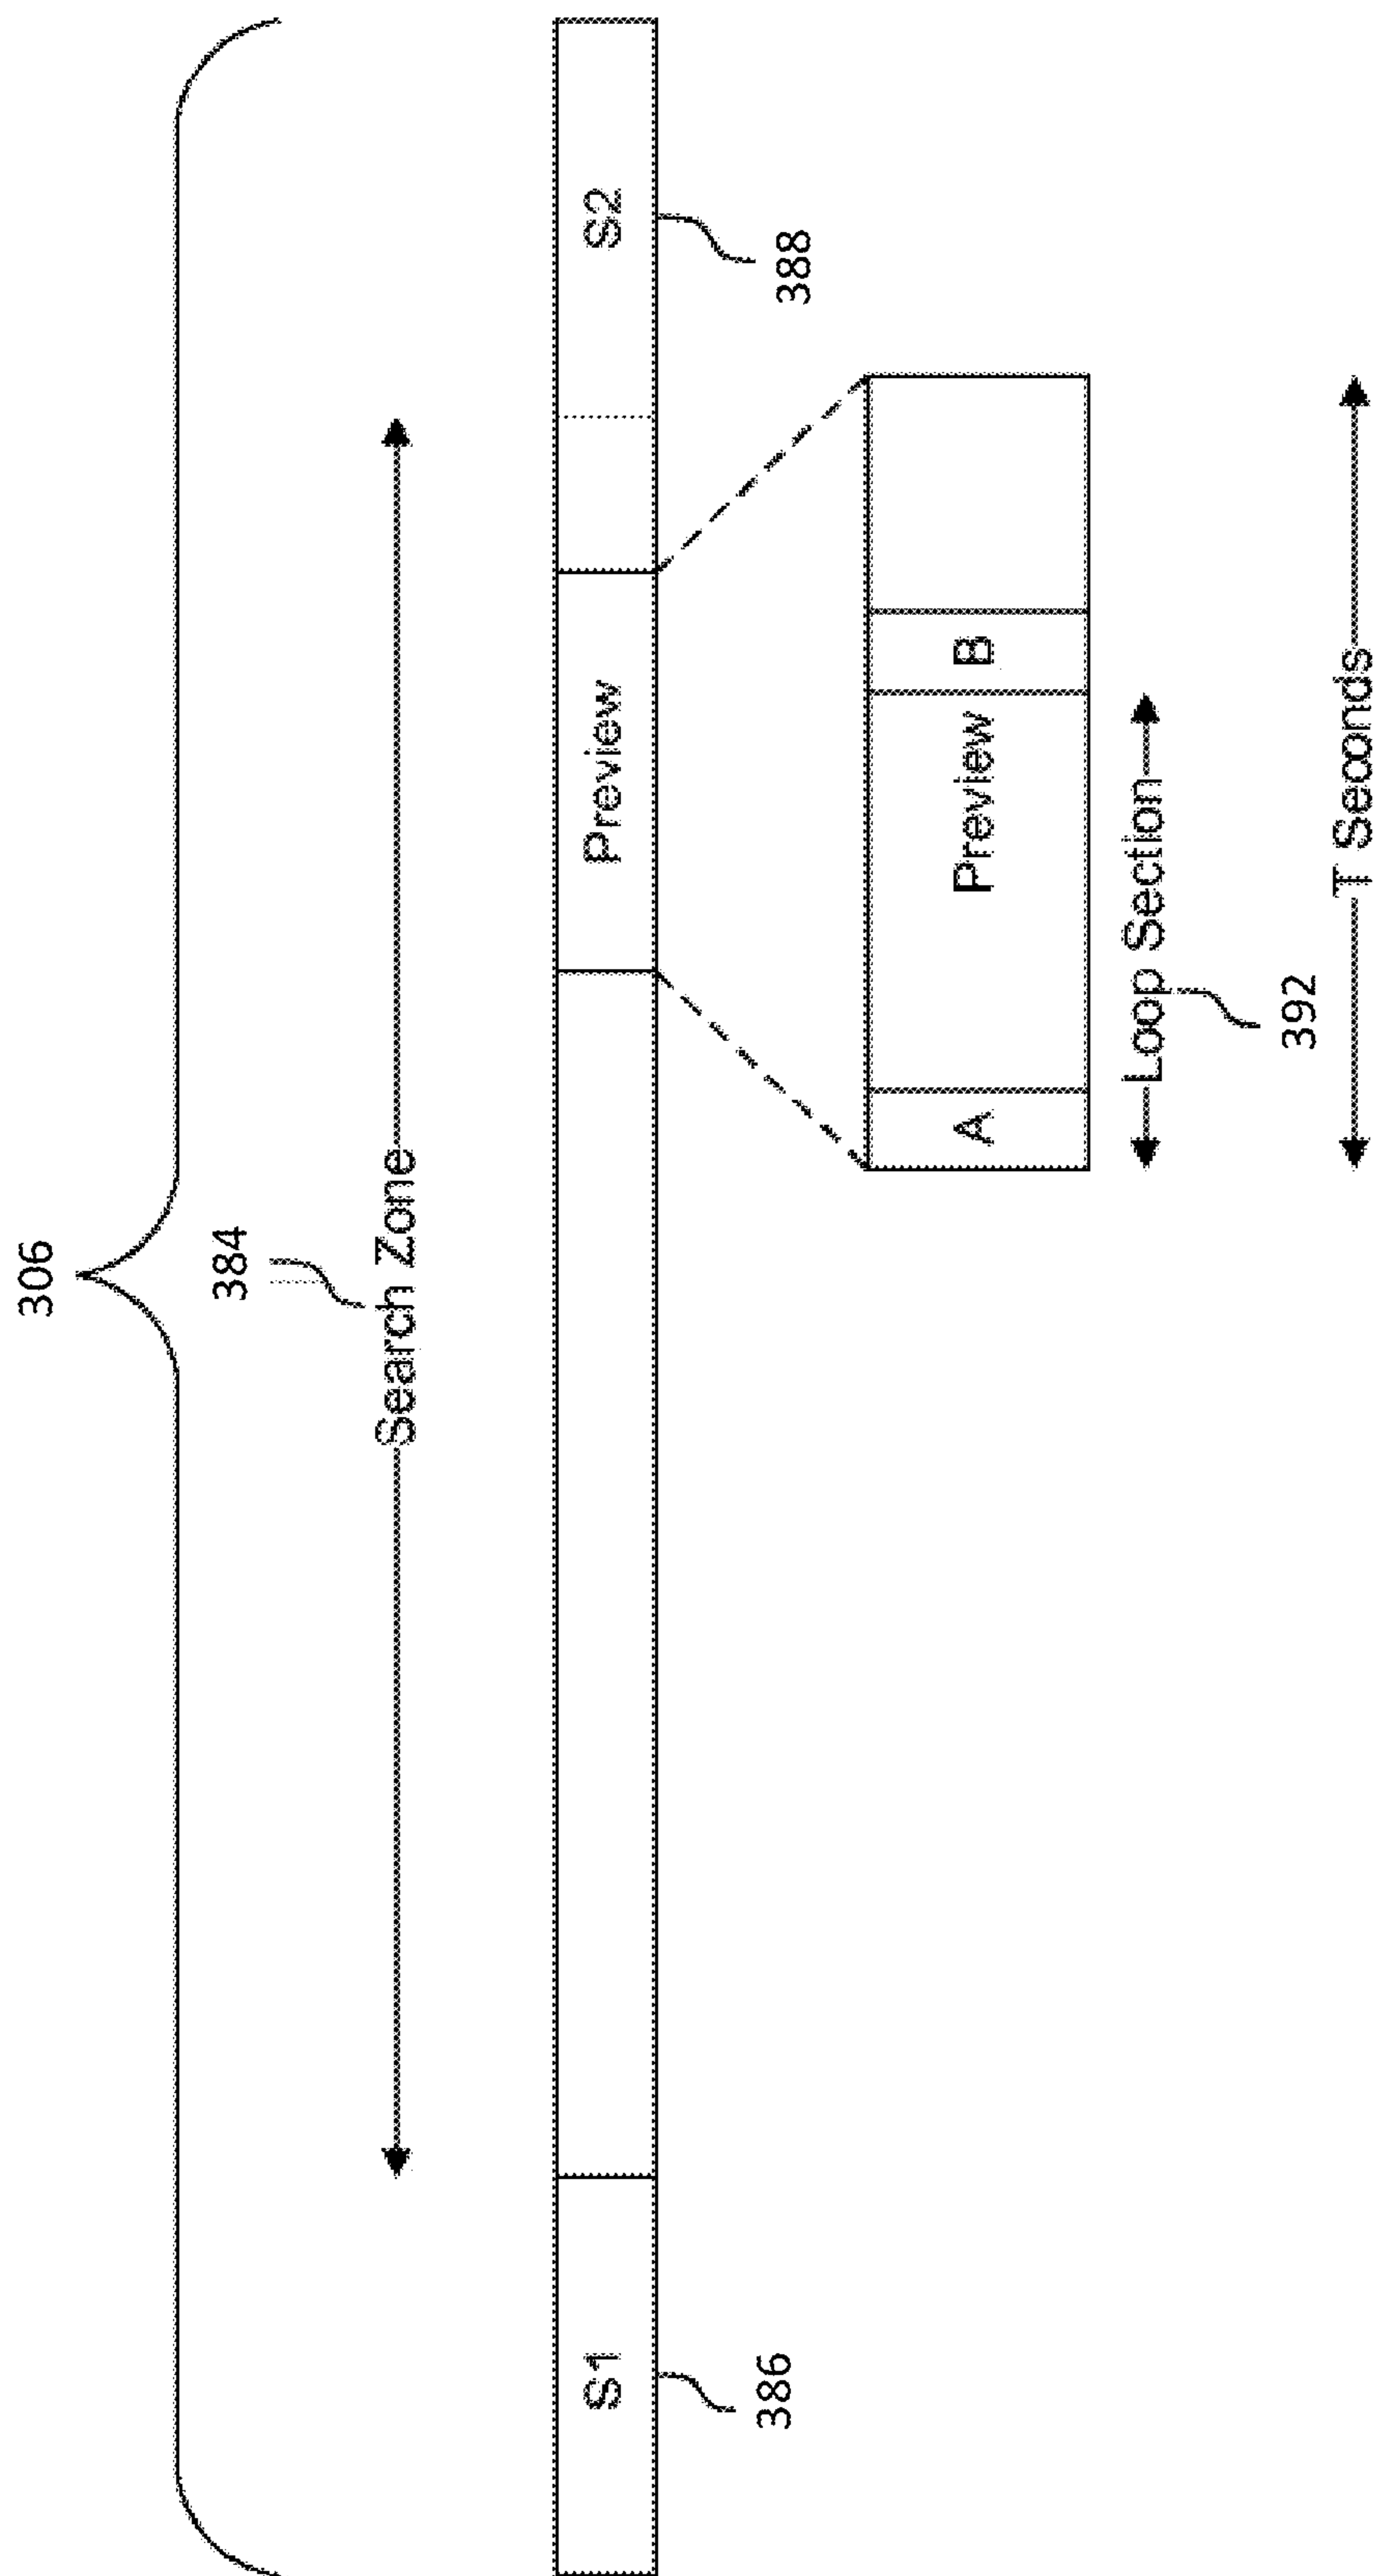 306
384
Search Zone
S1
Preview
S2
386
388
A
Preview
B
Loop Section
392
T Seconds